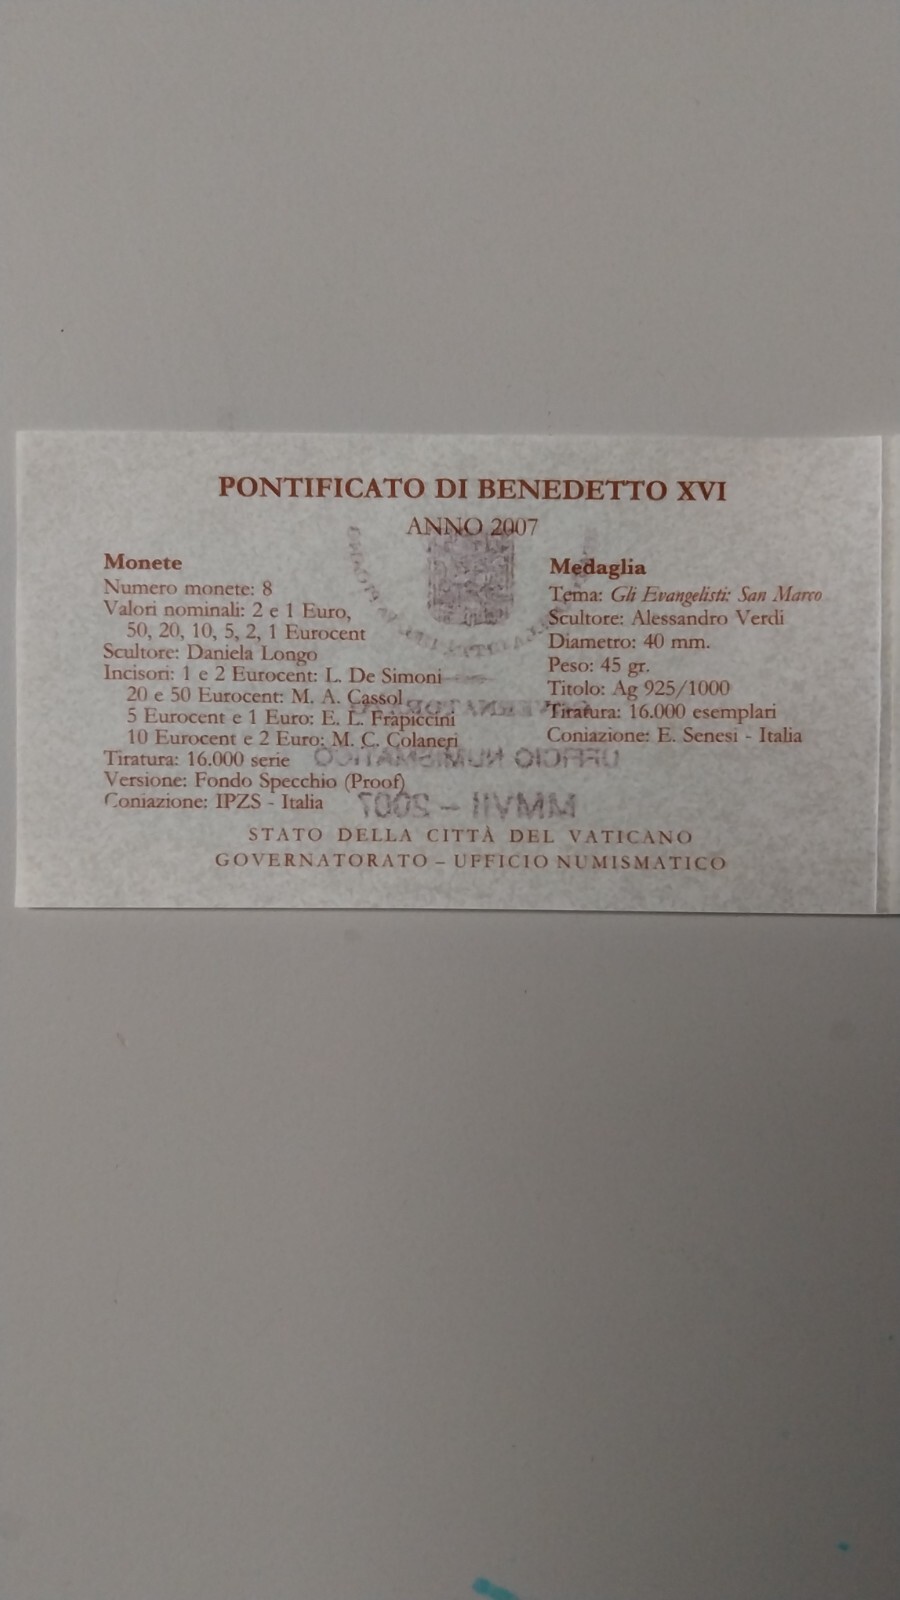 PONTIFICATO DI BENEDETTO XVI
ANNO 2007
Monete
Numero monete: 8
Valori nominali: 2 e 1 Euro,
50, 20, 10, 5, 2, 1 Eurocent
Scultore: Daniela Longo
Incisori: 1 e 2 Eurocent: L. De Simoni
20 e 50 Eurocent: M. A. Cassol
5 Eurocent e 1 Euro: E. L. Frapiccini
10 Eurocent e 2 Euro: M. C. Colaneri
Tiratura: 16.000 serie
Versione: Fondo Specchio (Proof)
Coniazione: IPZS - Italia
Medaglia
Tema: Gli Evangelisti: San Marco
Scultore: Alessandro Verdi
Diametro: 40 mm.
Peso: 45 gr.
Titolo: Ag 925/1000
Tiratura: 16.000 esemplari
Coniazione: E. Senesi - Italia
UFFICIO NUMISMATICO
MMVII – 2007
STATO DELLA CITTÀ DEL VATICANO
GOVERNATORATO – UFFICIO NUMISMATICO